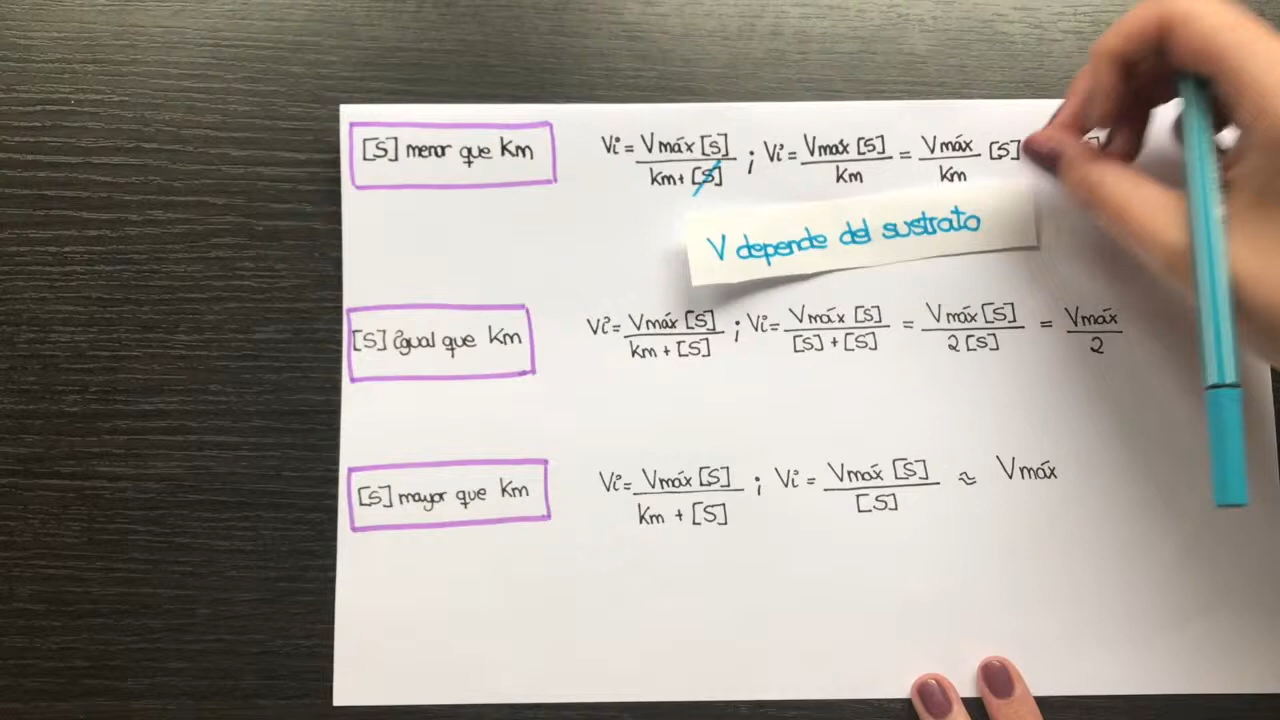 [S] menor que Km
Vi = Vmáx [S] / Km + [S] ; Vi = Vmax [S] / Km = Vmáx / Km [S]
V depende del sustrato
[S] igual que Km
Vi = Vmáx [S] / Km + [S] ; Vi = Vmáx [S] / [S] + [S] = Vmáx [S] / 2 [S] = Vmáx / 2
[S] mayor que Km
Vi = Vmáx [S] / Km + [S] ; Vi = Vmáx [S] / [S] ≈ Vmáx